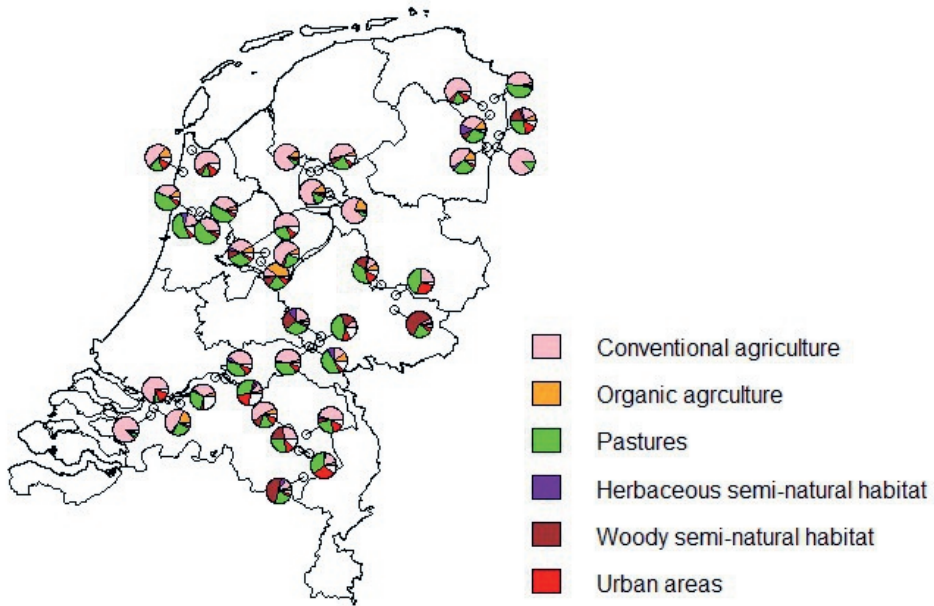 Conventional agriculture
Organic agrculture
Pastures
Herbaceous semi-natural habitat
Woody semi-natural habitat
Urban areas